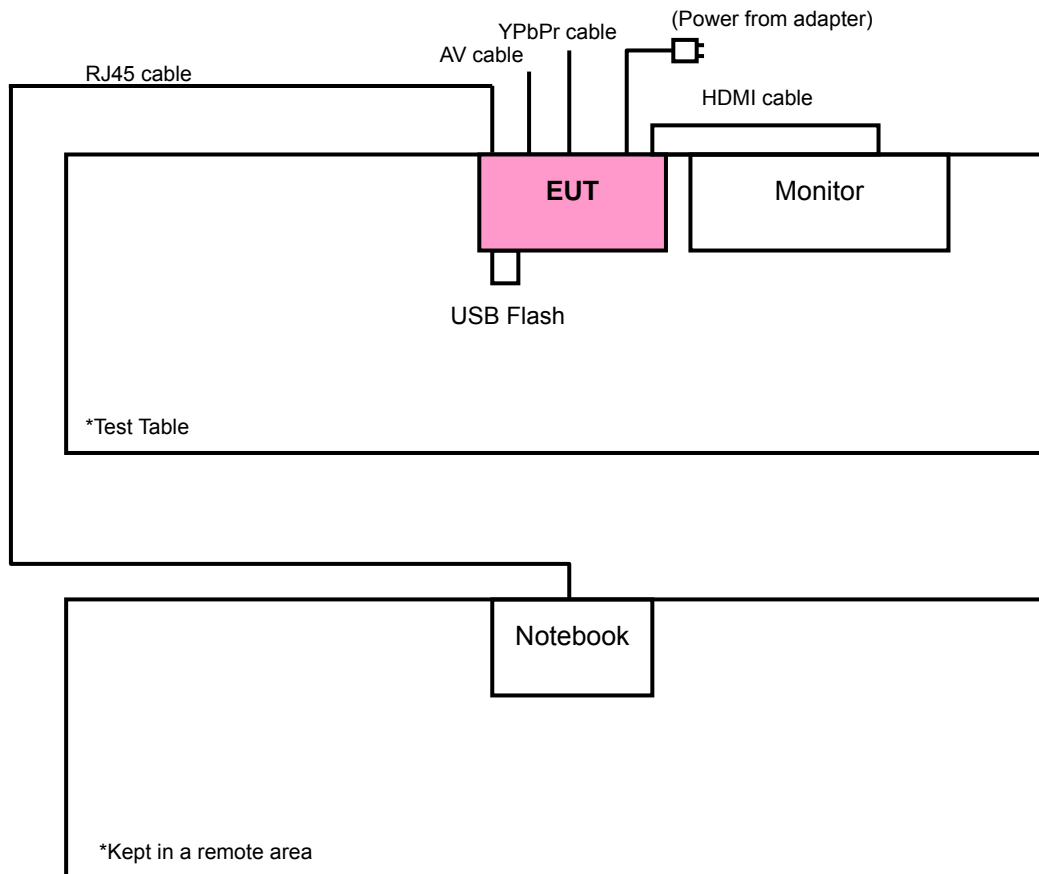 (Power from adapter)
YPbPr cable
AV cable
RJ45 cable
HDMI cable
EUT
Monitor
USB Flash
*Test Table
Notebook
*Kept in a remote area